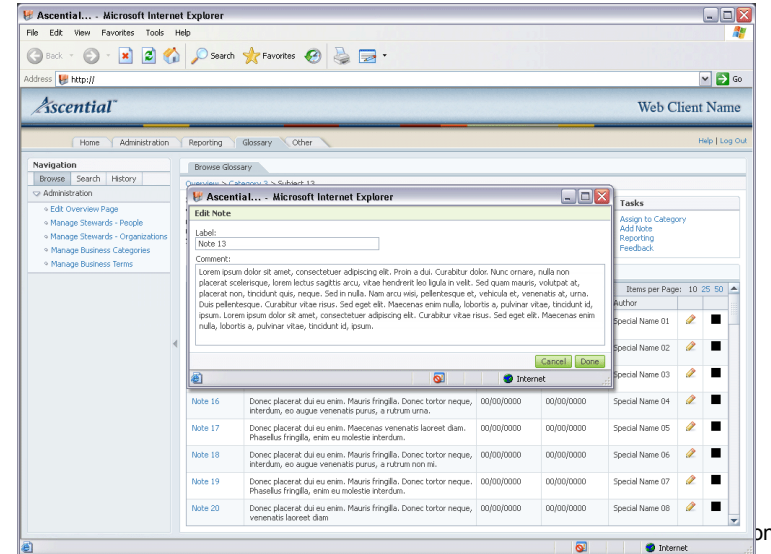 Ascential... - Microsoft Internet Explorer
File Edit View Favorites Tools Help
Back Search Favorites
Address http:// Go
Ascential™ Web Client Name
Home Administration Reporting Glossary Other Help | Log Out
Navigation
Browse Search History
Administration
Edit Overview Page
Manage Stewards - People
Manage Stewards - Organizations
Manage Business Categories
Manage Business Terms
Browse Glossary
Overview > Category 3 > Subject 13
Ascential... - Microsoft Internet Explorer
Edit Note
Label:
Note 13
Comment:
Lorem ipsum dolor sit amet, consectetuer adipiscing elit. Proin a dui. Curabitur dolor. Nunc ornare, nulla non
placerat scelerisque, lorem lectus sagittis arcu, vitae hendrerit leo ligula in velit. Sed quam mauris, volutpat at,
placerat non, tincidunt quis, neque. Sed in nulla. Nam arcu wisi, pellentesque et, vehicula et, venenatis at, urna.
Duis pellentesque. Curabitur vitae risus. Sed eget elit. Maecenas enim nulla, lobortis a, pulvinar vitae, tincidunt id,
ipsum. Lorem ipsum dolor sit amet, consectetuer adipiscing elit. Curabitur vitae risus. Sed eget elit. Maecenas enim
nulla, lobortis a, pulvinar vitae, tincidunt id, ipsum.
Cancel Done
Internet
Tasks
Assign to Category
Add Note
Reporting
Feedback
Items per Page: 10 25 50
Author
Special Name 01
Special Name 02
Special Name 03
Note 16 Donec placerat dui eu enim. Mauris fringilla. Donec tortor neque, 00/00/0000 00/00/0000 Special Name 04
interdum, eo augue venenatis purus, a rutrum urna.
Note 17 Donec placerat dui eu enim. Maecenas venenatis laoreet diam. 00/00/0000 00/00/0000 Special Name 05
Phasellus fringilla, enim eu molestie interdum.
Note 18 Donec placerat dui eu enim. Mauris fringilla. Donec tortor neque, 00/00/0000 00/00/0000 Special Name 06
interdum, eo augue venenatis purus, a rutrum non mi.
Note 19 Donec placerat dui eu enim. Mauris fringilla. Donec tortor neque. 00/00/0000 00/00/0000 Special Name 07
Phasellus fringilla, enim eu molestie interdum.
Note 20 Donec placerat dui eu enim. Mauris fringilla. Donec tortor neque, 00/00/0000 00/00/0000 Special Name 08
venenatis laoreet diam
Internet